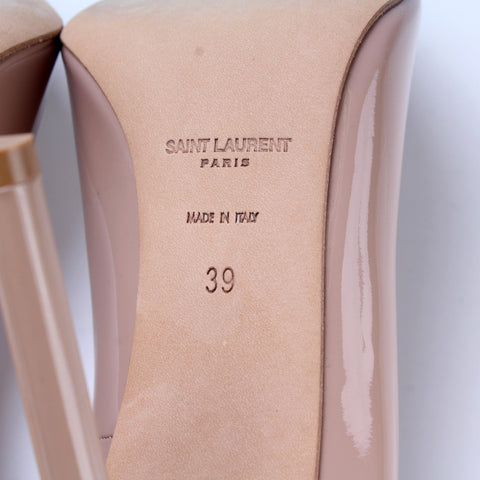 SAINT LAURENT
PARIS
MADE IN ITALY
39